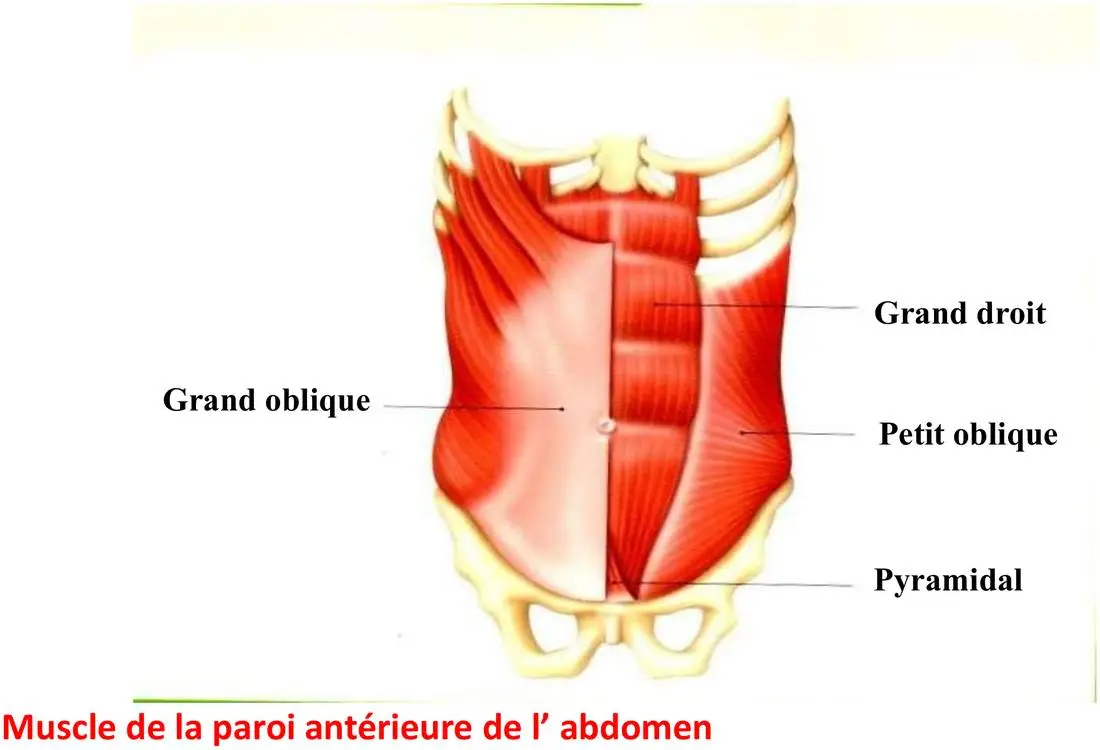 Grand droit
Grand oblique
Petit oblique
Pyramidal
Muscle de la paroi antérieure de l’ abdomen